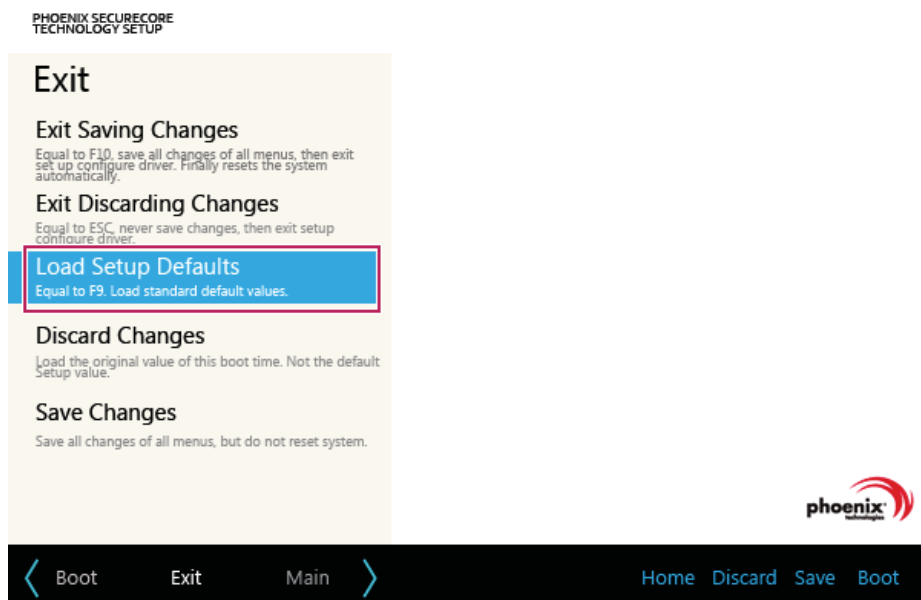 PHOENIX SECURECORE
TECHNOLOGY SETUP
Exit
Exit Saving Changes
Equal to F10, save all changes of all menus, then exit
set up configure driver. Finally resets the system
automatically.
Exit Discarding Changes
Equal to ESC, never save changes, then exit setup
configure driver.
Load Setup Defaults
Equal to F9. Load standard default values.
Discard Changes
Load the original value of this boot time. Not the default
Setup value.
Save Changes
Save all changes of all menus, but do not reset system.
phoenix
technologies
Boot Exit Main Home Discard Save Boot